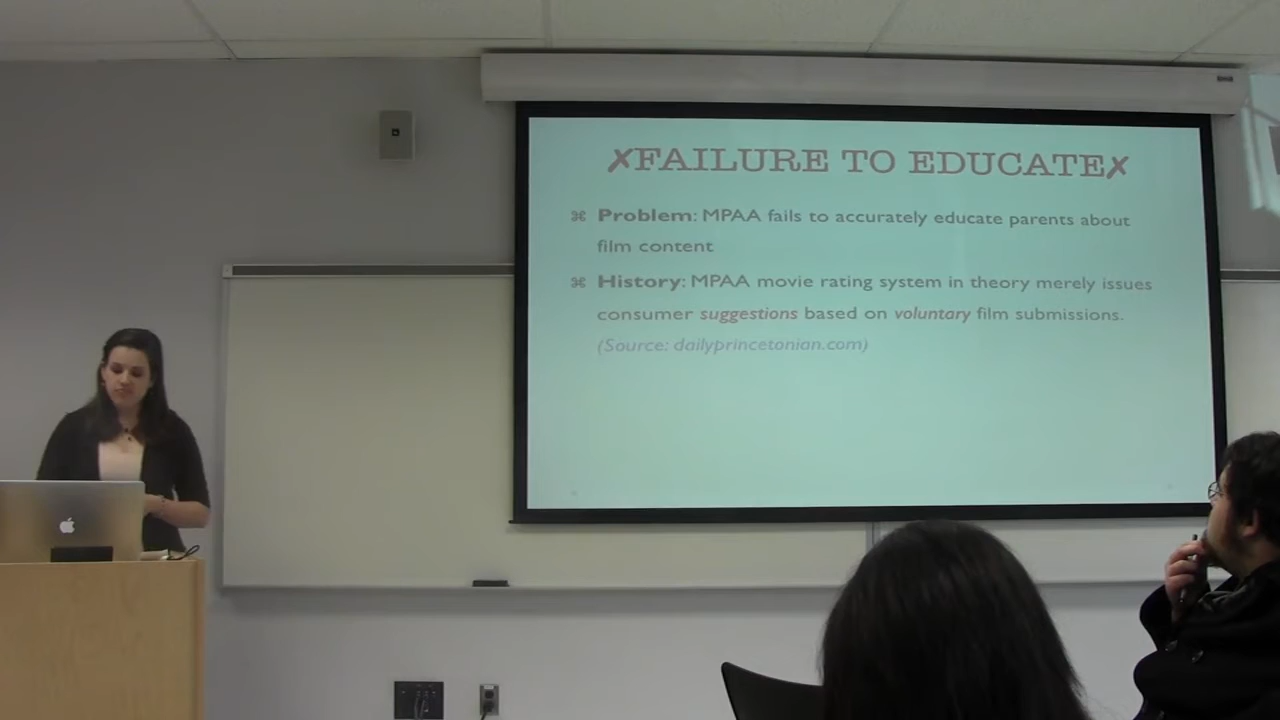 ✗FAILURE TO EDUCATE✗
⌘ Problem: MPAA fails to accurately educate parents about
film content
⌘ History: MPAA movie rating system in theory merely issues
consumer suggestions based on voluntary film submissions.
(Source: dailyprincetonian.com)